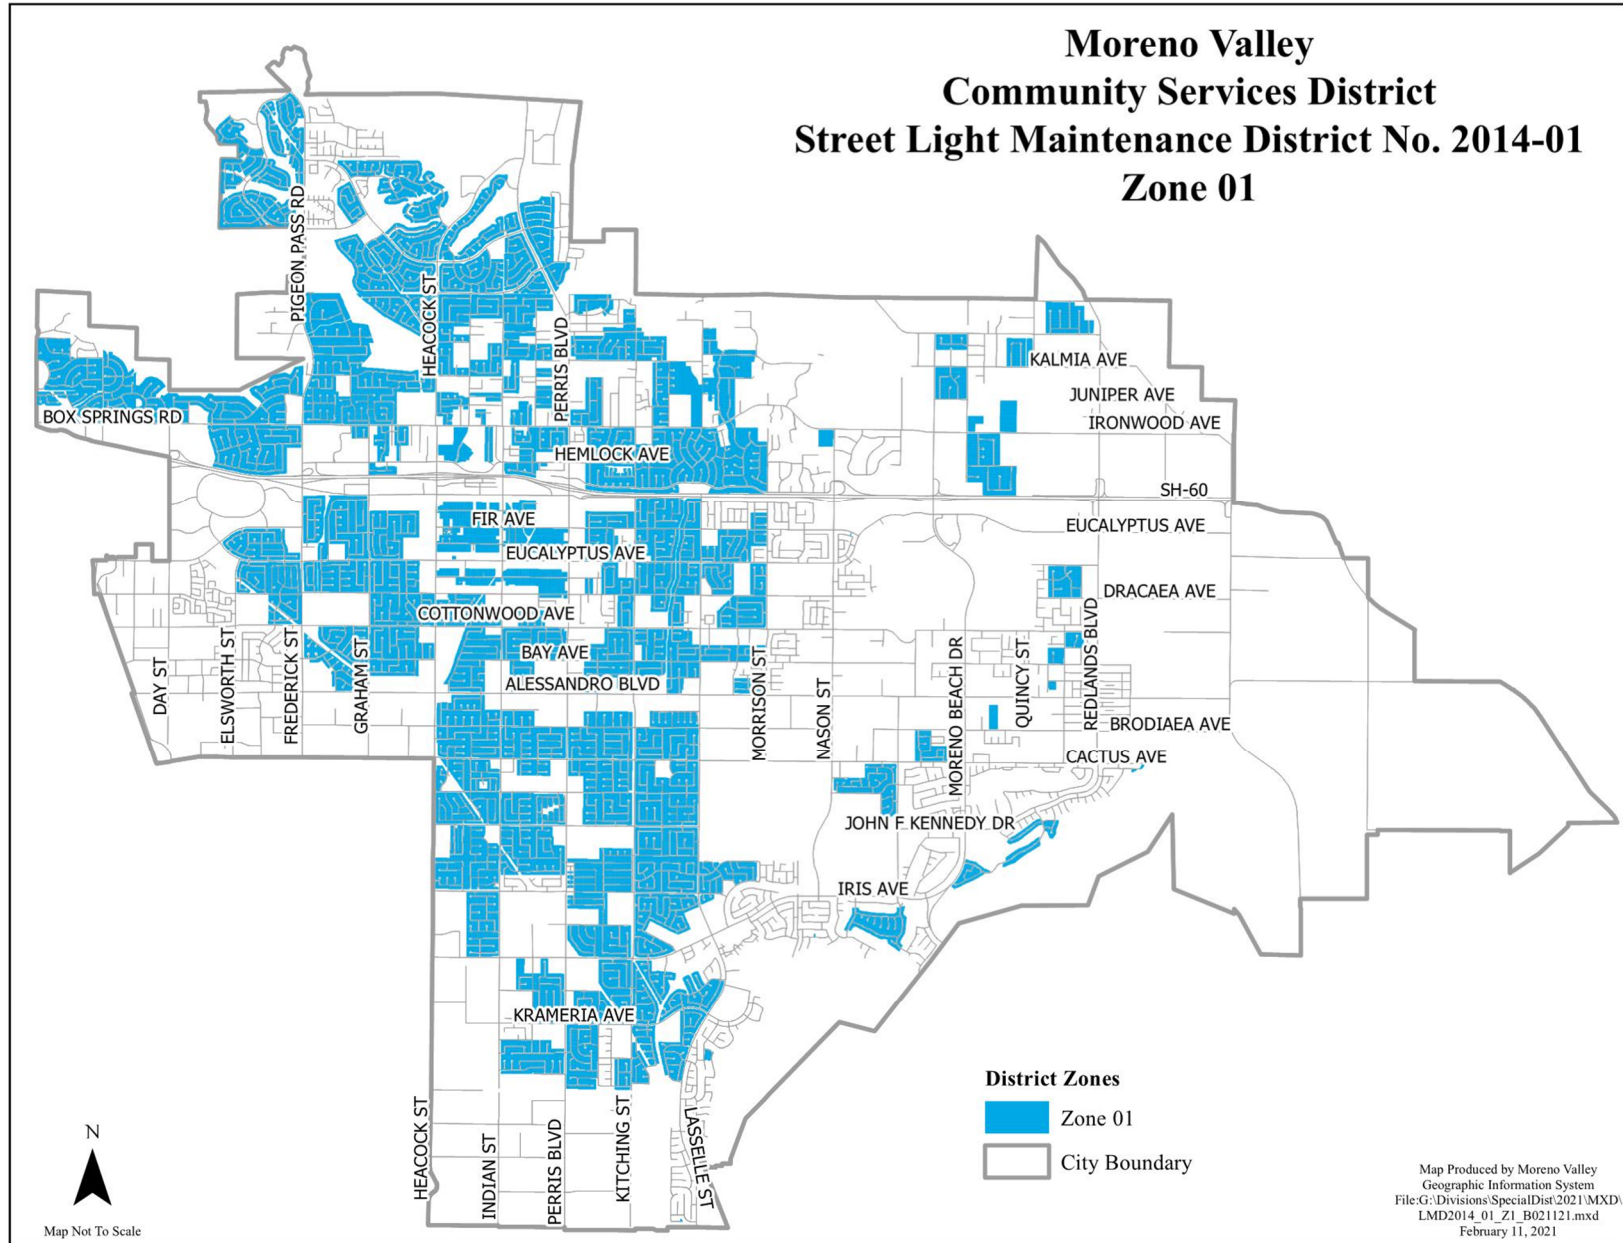 Moreno Valley
Community Services District
Street Light Maintenance District No. 2014-01
Zone 01
PIGEON PASS RD
HEACOCK ST
PERRIS BLVD
BOX SPRINGS RD
HEMLOCK AVE
KALMIA AVE
JUNIPER AVE
IRONWOOD AVE
SH-60
FIR AVE
EUCALYPTUS AVE
EUCALYPTUS AVE
DRACAEA AVE
COTTONWOOD AVE
BAY AVE
ALESSANDRO BLVD
DAY ST
ELSWORTH ST
FREDERICK ST
GRAHAM ST
MORRISON ST
NASON ST
MORENO BEACH DR
QUINCY ST
REDLANDS BLVD
BRODIAEA AVE
CACTUS AVE
JOHN F KENNEDY DR
IRIS AVE
KRAMERIA AVE
HEACOCK ST
INDIAN ST
PERRIS BLVD
KITCHING ST
LASSELLE ST
District Zones
Zone 01
City Boundary
N
Map Not To Scale
Map Produced by Moreno Valley
Geographic Information System
File:G:\Divisions\SpecialDist\2021\MXD\
LMD2014_01_Z1_B021121.mxd
February 11, 2021